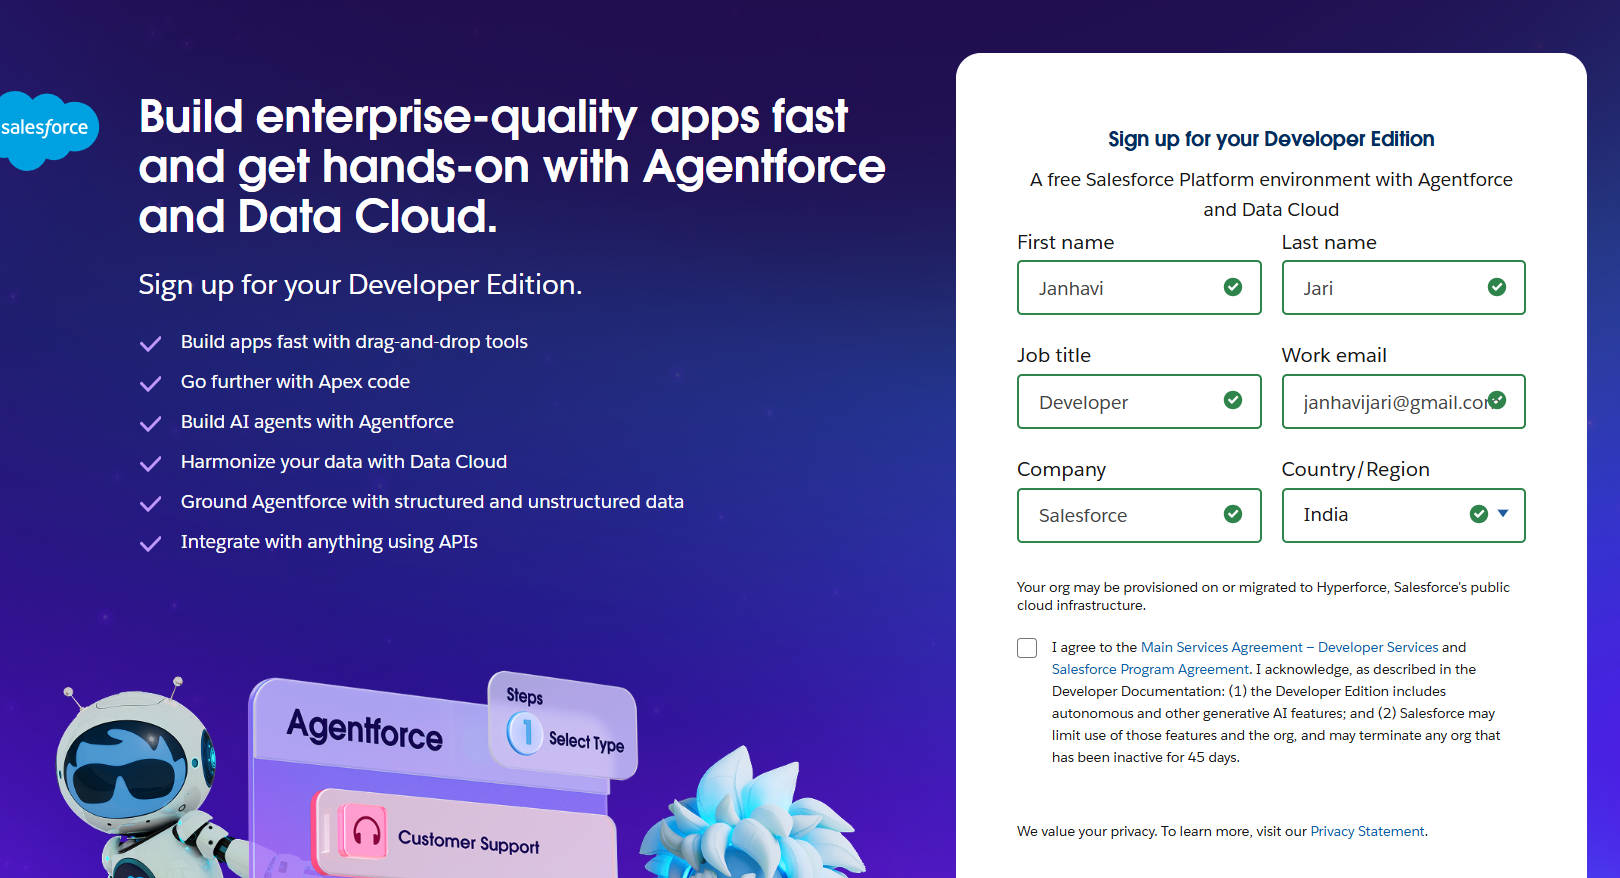 salesforce
Build enterprise-quality apps fast
and get hands-on with Agentforce
and Data Cloud.
Sign up for your Developer Edition.
Build apps fast with drag-and-drop tools
Go further with Apex code
Build AI agents with Agentforce
Harmonize your data with Data Cloud
Ground Agentforce with structured and unstructured data
Integrate with anything using APIs
Agentforce
Steps
1 Select Type
Customer Support
Sign up for your Developer Edition
A free Salesforce Platform environment with Agentforce
and Data Cloud
First name Last name
Janhavi Jari
Job title Work email
Developer janhavijari@gmail.com
Company Country/Region
Salesforce India
Your org may be provisioned on or migrated to Hyperforce, Salesforce's public
cloud infrastructure.
I agree to the Main Services Agreement – Developer Services and
Salesforce Program Agreement. I acknowledge, as described in the
Developer Documentation: (1) the Developer Edition includes
autonomous and other generative AI features; and (2) Salesforce may
limit use of those features and the org, and may terminate any org that
has been inactive for 45 days.
We value your privacy. To learn more, visit our Privacy Statement.